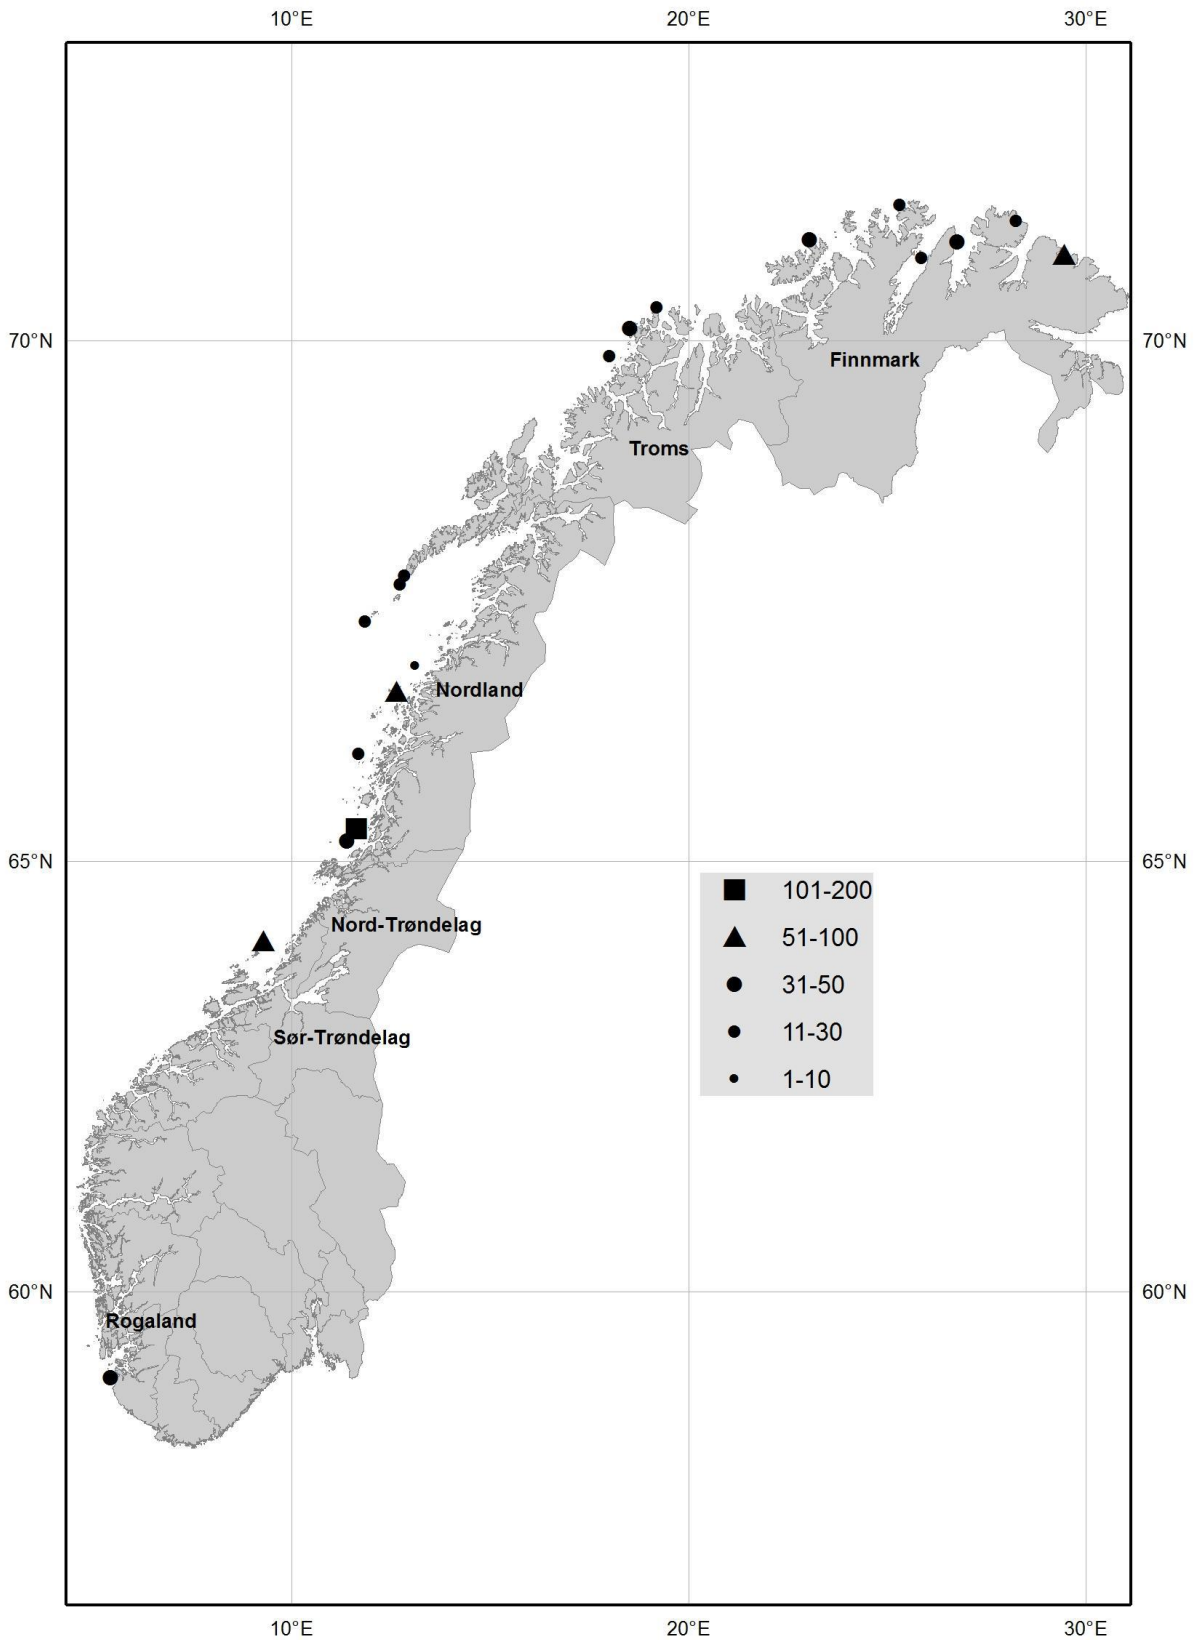 10°E 20°E 30°E
70°N 70°N
Finnmark
Troms
Nordland
65°N 65°N
101-200
Nord-Trøndelag
51-100
31-50
11-30
Sør-Trøndelag
1-10
60°N 60°N
Rogaland
10°E 20°E 30°E